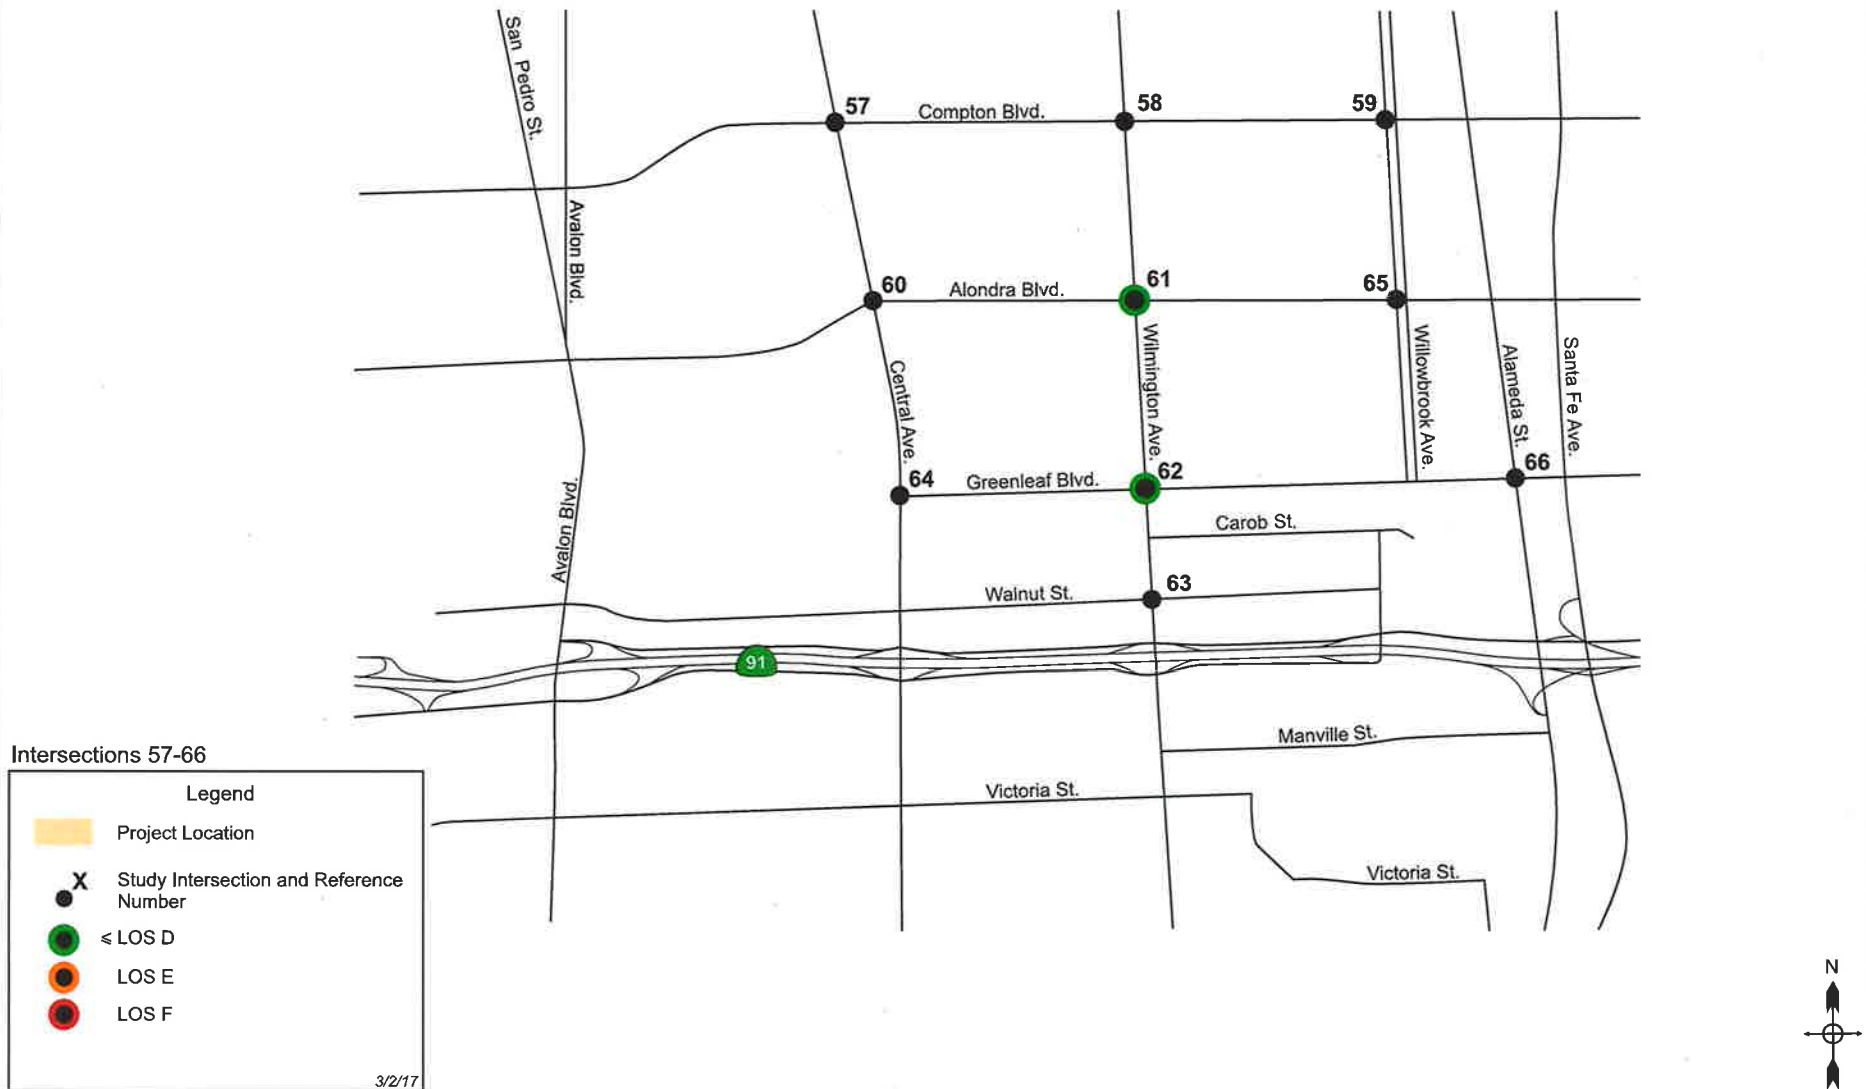 San Pedro St.
57
Compton Blvd.
58
59
Avalon Blvd.
60
Alondra Blvd.
61
65
Central Ave.
Wilmington Ave.
Willowbrook Ave.
Alameda St.
Santa Fe Ave.
64
Greenleaf Blvd.
62
66
Avalon Blvd.
Carob St.
Walnut St.
63
91
Manville St.
Victoria St.
Victoria St.
Intersections 57-66
Legend
Project Location
X Study Intersection and Reference
Number
≤ LOS D
LOS E
LOS F
3/2/17
N